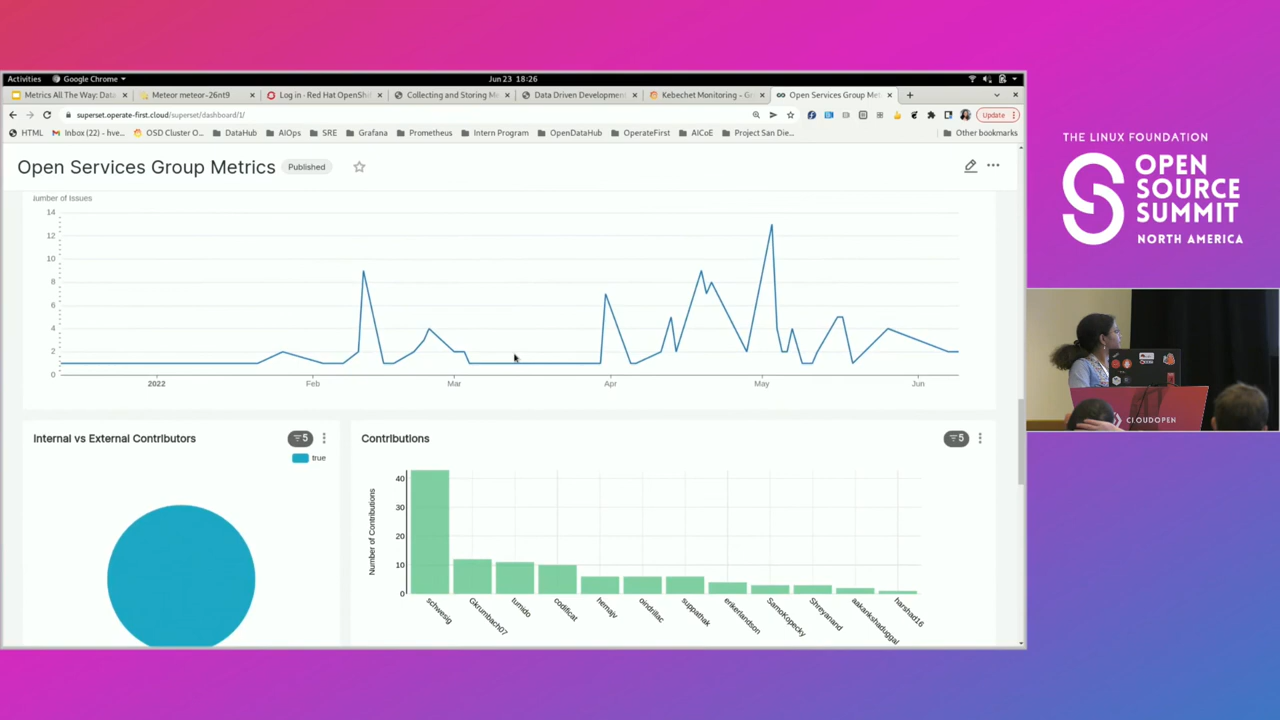 Activities Google Chrome Jun 23 18:26
Metrics All The Way: Data Meteor meteor-26nt9 Log in · Red Hat OpenShi Collecting and Storing Me Data Driven Developmen Kebechet Monitoring - Gr Open Services Group Met
superset.operate-first.cloud/superset/dashboard/1/ Update
HTML Inbox (22) - hve... OSD Cluster O... DataHub AIOps SRE Grafana Prometheus Intern Program OpenDataHub OperateFirst AICoE Project San Die... Other bookmarks
Open Services Group Metrics Published
Number of Issues
14
12
10
8
6
4
2
0
2022 Feb Mar Apr May Jun
Internal vs External Contributors 5
true
Contributions 5
Number of Contributions
40
30
20
10
0
schwesig Gkrumbach07 tumido codificat hemajv oindrillac suppathak erikerlandson SamoKopecky Shreyanand aakankshaduggal harshad16
THE LINUX FOUNDATION
OPEN
SOURCE
SUMMIT
NORTH AMERICA
CLOUDOPEN